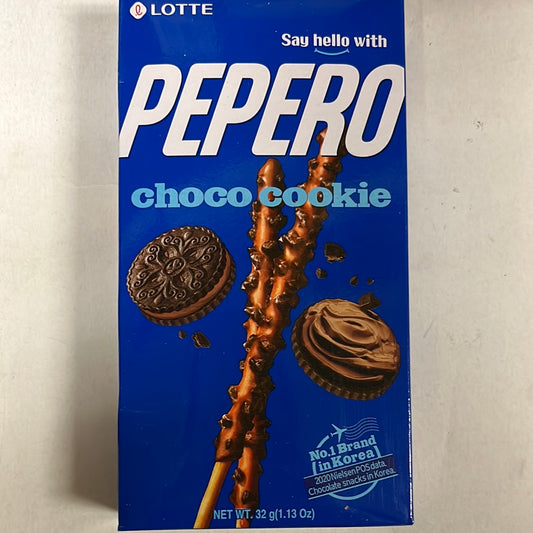 LOTTE
Say hello with
PEPERO
choco cookie
No.1 Brand
in Korea
2020 Nielsen POS data.
Chocolate snacks in Korea
NET WT. 32 g(1.13 Oz)